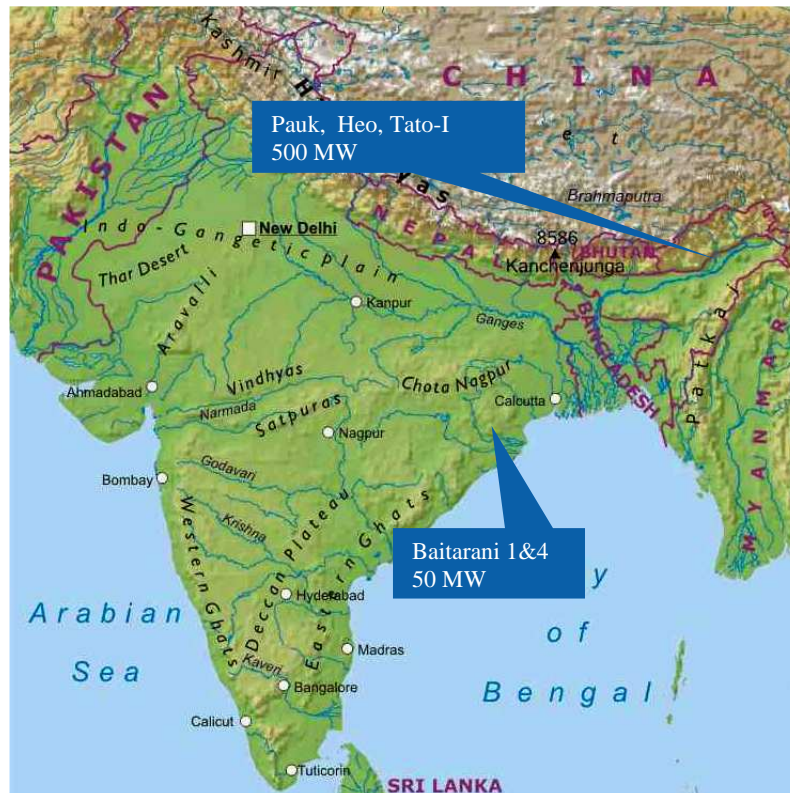 Kashmir
H
C H I N A
PAKISTAN
Pauk, Heo, Tato-I
500 MW
e t
yas
Brahmaputra
NEPAL
8586
BHUTAN
Kanchenjunga
New Delhi
Indo-Gangetic plain
Thar Desert
Aravalli
Kanpur
Ganges
BANGLADESH
Patkai
MYANMAR
Ahmadabad
Vindhyas
Chota Nagpur
Calcutta
Narmada
Satpuras
Nagpur
Bombay
Godavari
Krishna
Western Ghats
Deccan Plateau
Eastern Ghats
Baitarani 1&4
50 MW
y
of
Bengal
Hyderabad
Arabian
Sea
Madras
Kaveri
Bangalore
Calicut
Tuticorin
SRI LANKA